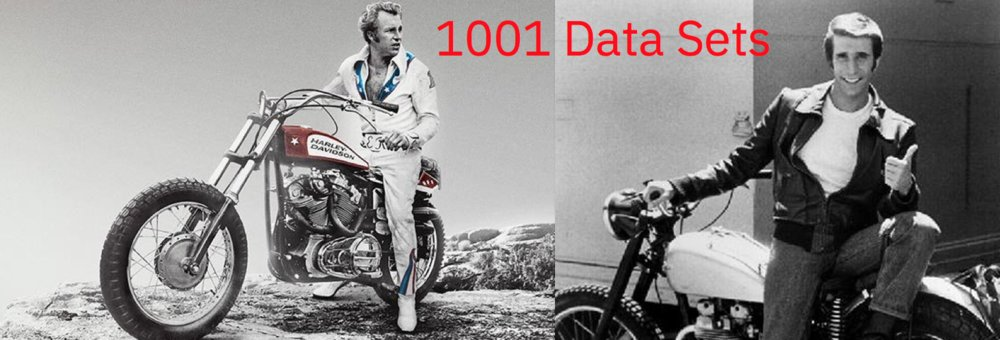 1001 Data Sets
HARLEY-
DAVIDSON